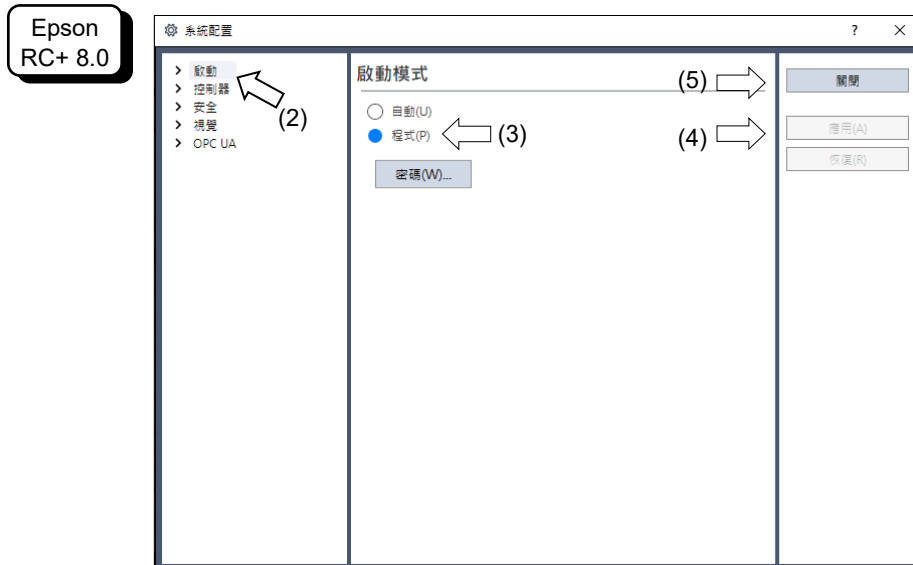 Epson
RC+ 8.0
系統配置
?
啟動
控制器
安全
視覺
OPC UA
(2)
啟動模式
自動(U)
程式(P)
(3)
密碼(W)...
(5)
關閉
(4)
應用(A)
恢復(R)